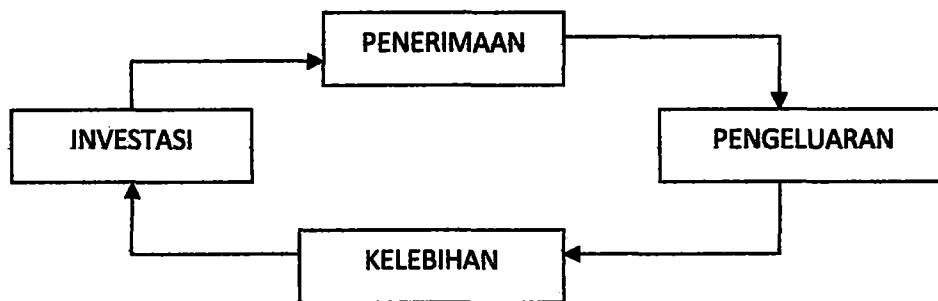 PENERIMAAN
INVESTASI
PENGELUARAN
KELEBIHAN